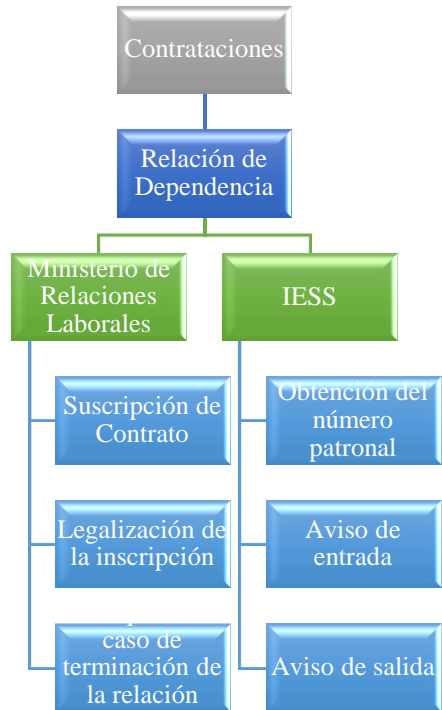 Contrataciones
Relación de
Dependencia
Ministerio de
Relaciones
Laborales
IESS
Suscripción de
Contrato
Legalización de
la inscripción
caso de
terminación de
la relación
Obtención del
número
patronal
Aviso de
entrada
Aviso de salida